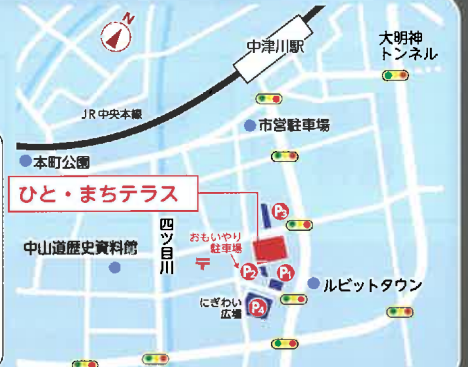 N
中津川駅
大明神
トンネル
JR中央本線
市営駐車場
本町公園
ひと・まちテラス
P3
四ツ目川
中山道歴史資料館
おもいやり
駐車場
〒
P2
P1
ルビットタウン
にぎわい
広場
P4